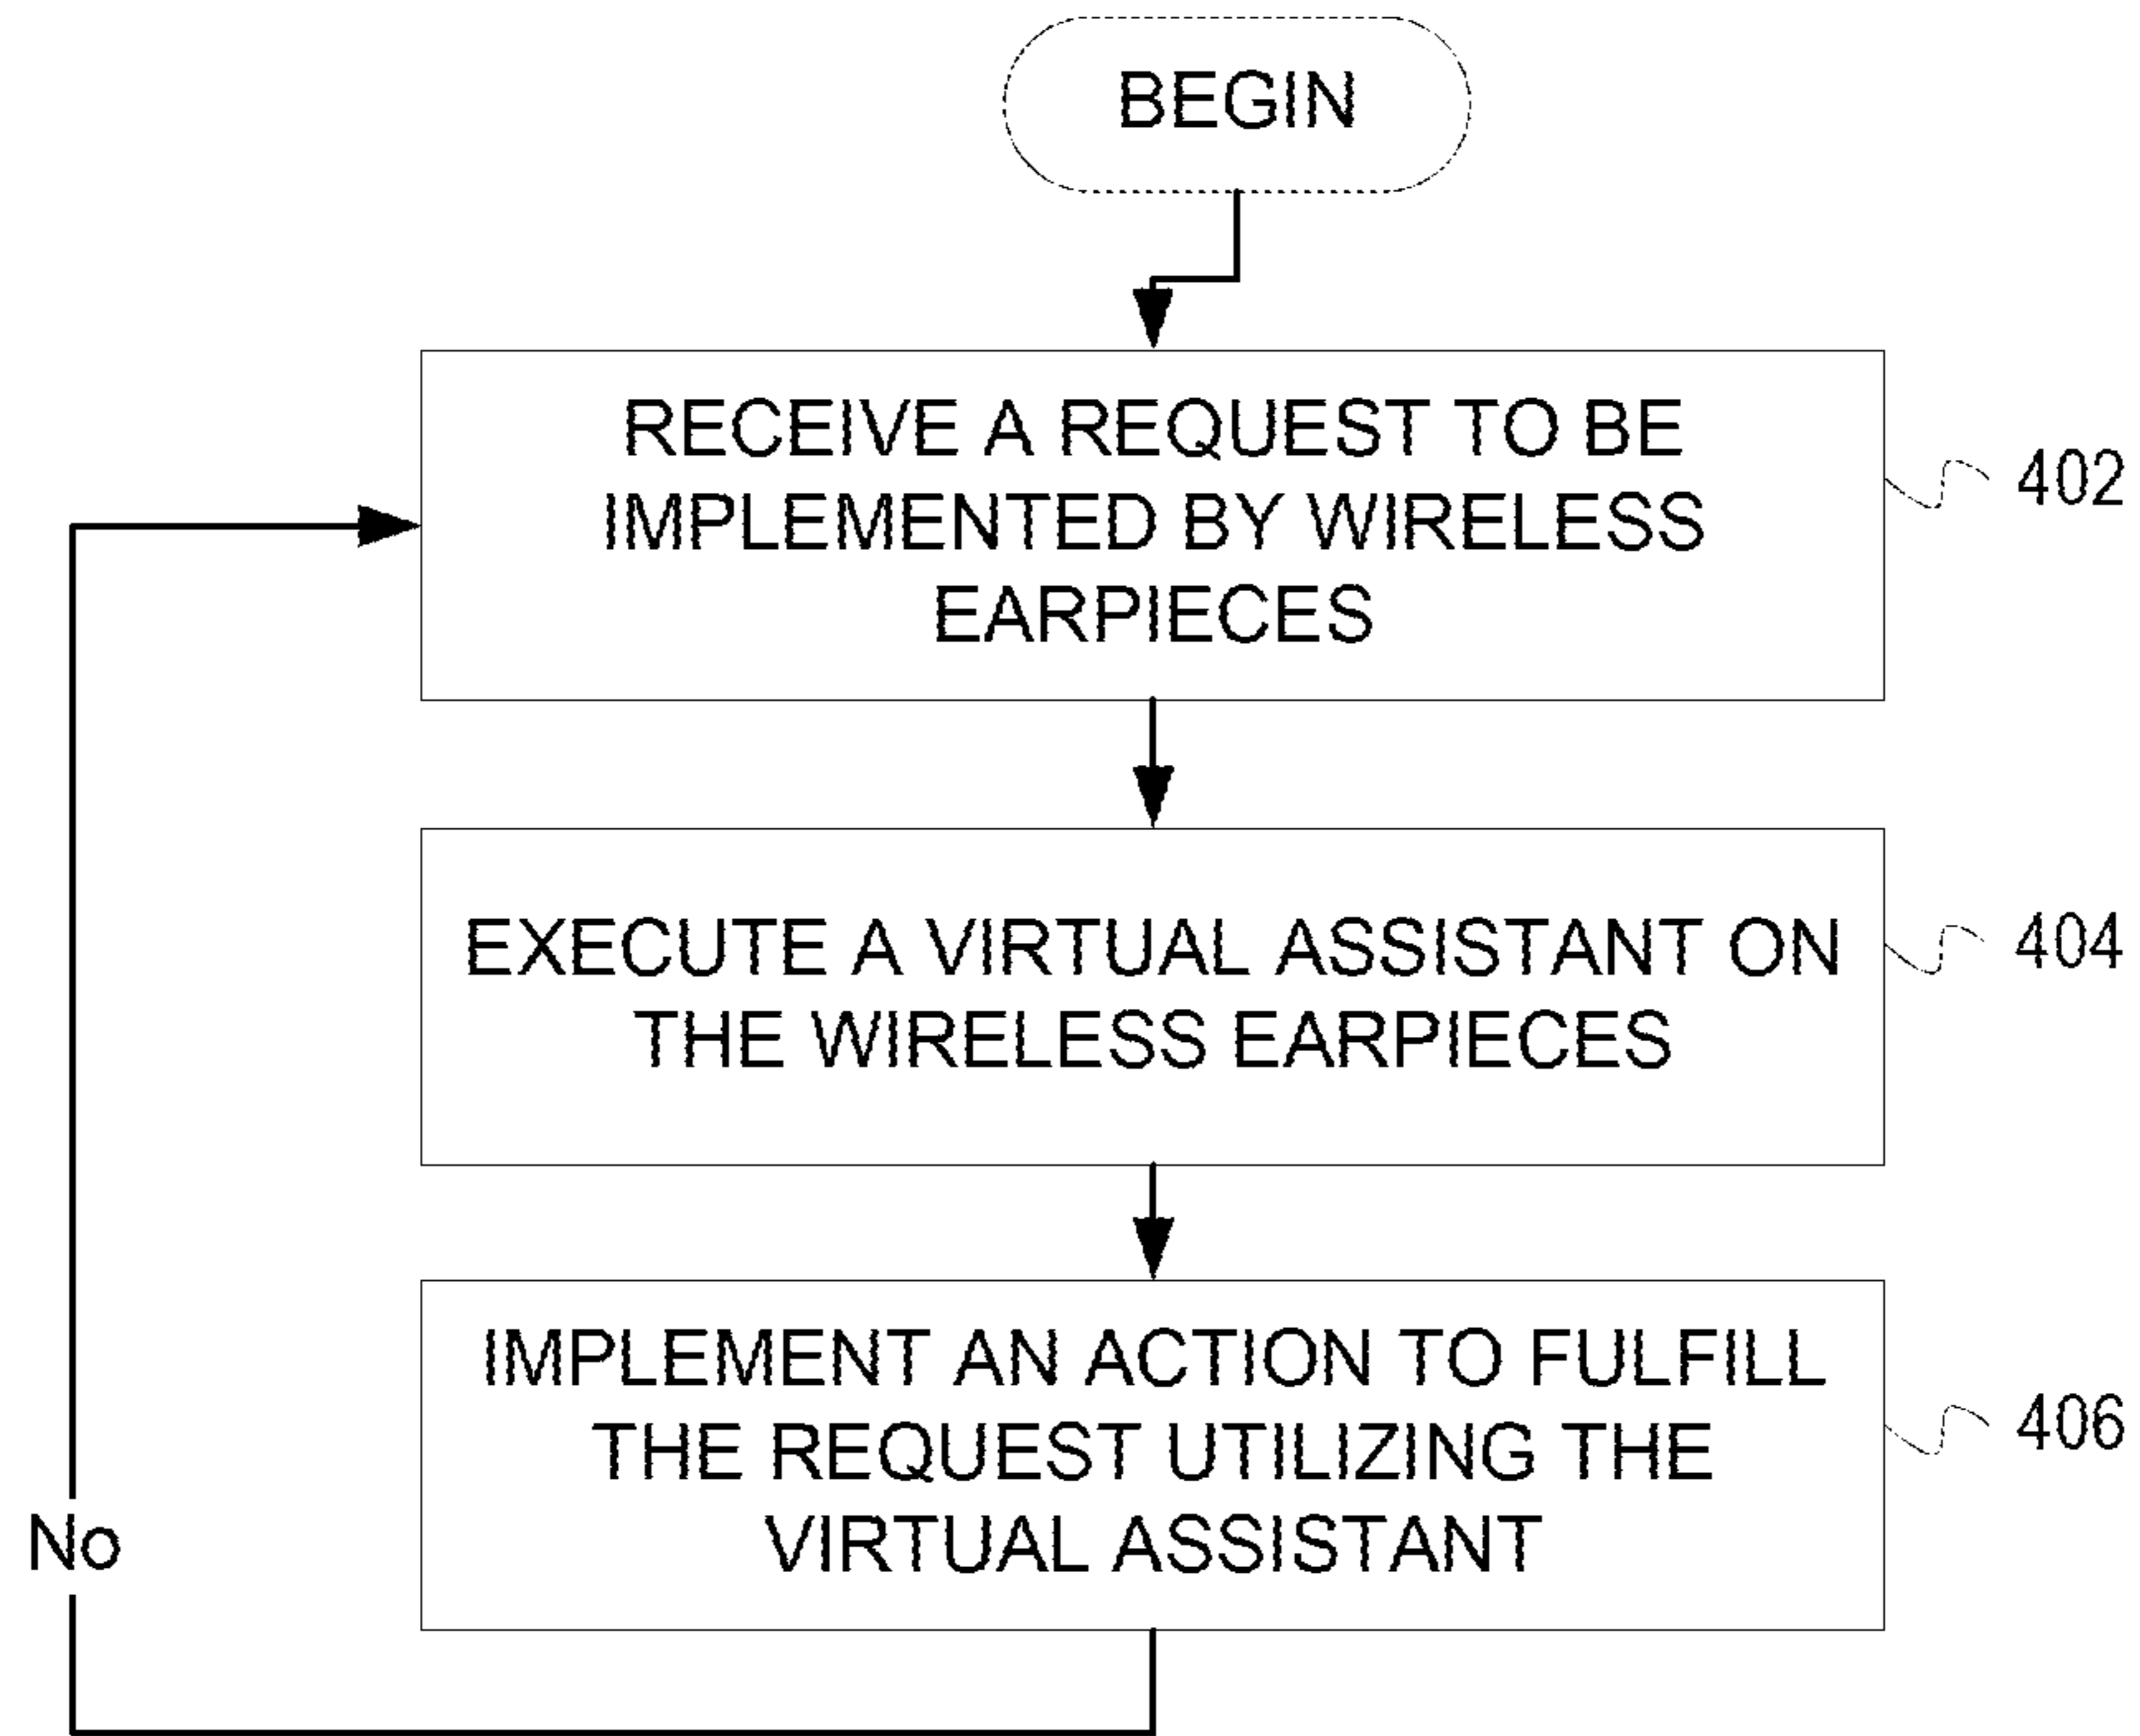 BEGIN
RECEIVE A REQUEST TO BE
IMPLEMENTED BY WIRELESS
EARPIECES
402
EXECUTE A VIRTUAL ASSISTANT ON
THE WIRELESS EARPIECES
404
IMPLEMENT AN ACTION TO FULFILL
THE REQUEST UTILIZING THE
VIRTUAL ASSISTANT
406
No